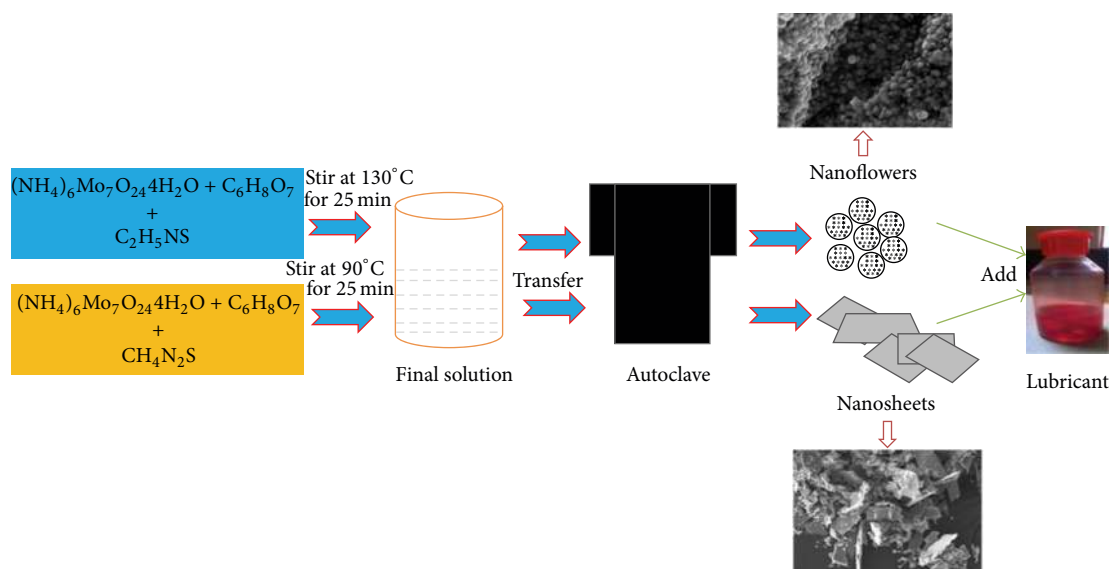 (NH₄)₆Mo₇O₂₄4H₂O + C₆H₈O₇
+
C₂H₅NS
Stir at 130°C
for 25 min
(NH₄)₆Mo₇O₂₄4H₂O + C₆H₈O₇
+
CH₄N₂S
Stir at 90°C
for 25 min
Final solution
Transfer
Autoclave
Nanoflowers
Nanosheets
Add
Lubricant